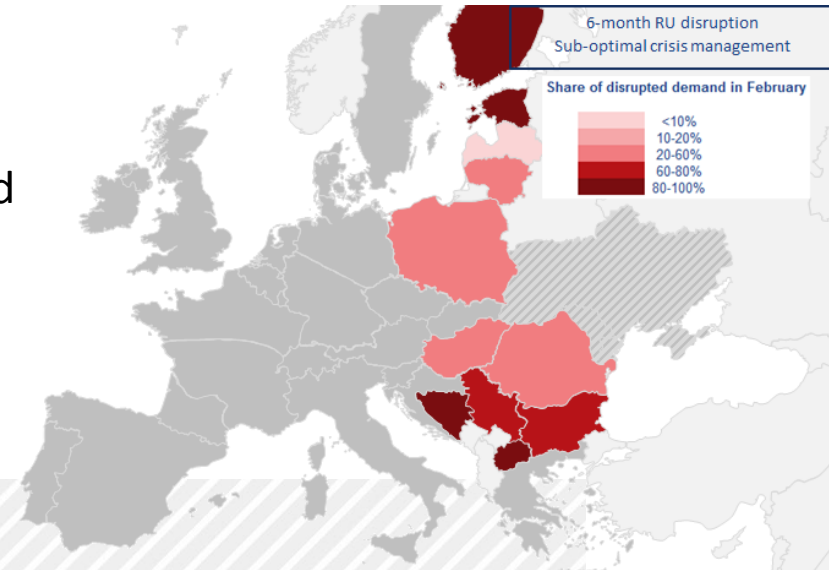 6-month RU disruption
Sub-optimal crisis management
Share of disrupted demand in February
<10%
10-20%
20-60%
60-80%
80-100%
d